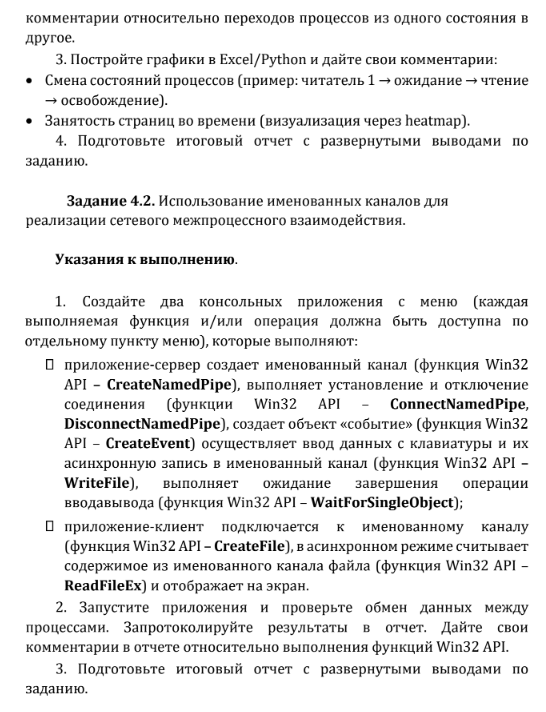 комментарии относительно переходов процессов из одного состояния в
другое.
3. Постройте графики в Excel/Python и дайте свои комментарии:
• Смена состояний процессов (пример: читатель 1 → ожидание → чтение
→ освобождение).
• Занятость страниц во времени (визуализация через heatmap).
4. Подготовьте итоговый отчет с развернутыми выводами по
заданию.
Задание 4.2. Использование именованных каналов для
реализации сетевого межпроцессного взаимодействия.
Указания к выполнению.
1. Создайте два консольных приложения с меню (каждая
выполняемая функция и/или операция должна быть доступна по
отдельному пункту меню), которые выполняют:
приложение-сервер создает именованный канал (функция Win32
API – CreateNamedPipe), выполняет установление и отключение
соединения (функции Win32 API – ConnectNamedPipe,
DisconnectNamedPipe), создает объект «событие» (функция Win32
API – CreateEvent) осуществляет ввод данных с клавиатуры и их
асинхронную запись в именованный канал (функция Win32 API –
WriteFile), выполняет ожидание завершения операции
вводавывода (функция Win32 API – WaitForSingleObject);
приложение-клиент подключается к именованному каналу
(функция Win32 API – CreateFile), в асинхронном режиме считывает
содержимое из именованного канала файла (функция Win32 API –
ReadFileEx) и отображает на экран.
2. Запустите приложения и проверьте обмен данных между
процессами. Запротоколируйте результаты в отчет. Дайте свои
комментарии в отчете относительно выполнения функций Win32 API.
3. Подготовьте итоговый отчет с развернутыми выводами по
заданию.